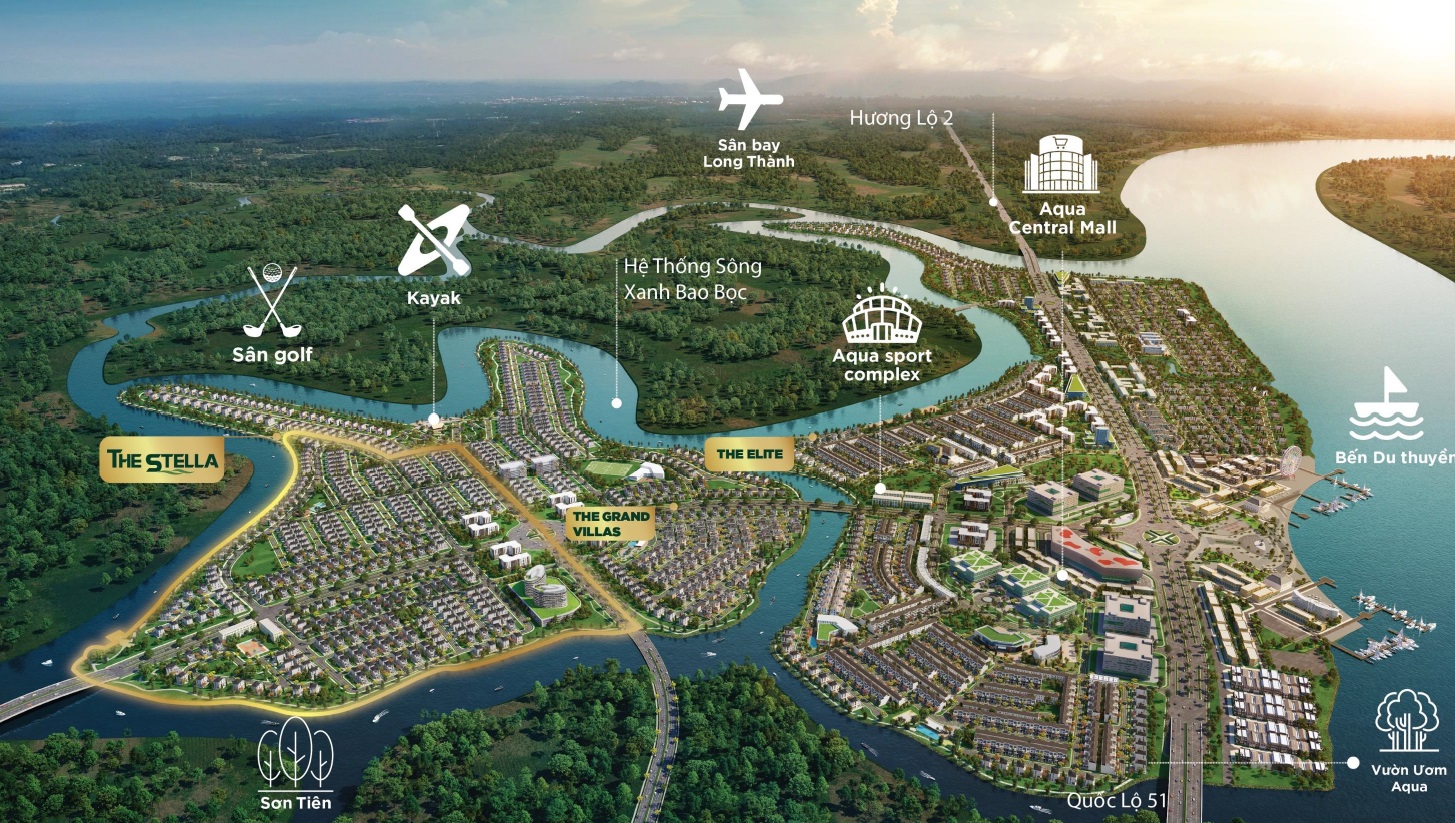 Hương Lộ 2
Sân bay
Long Thành
Aqua
Central Mall
Kayak
Hệ Thống Sông
Xanh Bao Bọc
Sân golf
Aqua sport
complex
THE STELLA
THE ELITE
Bến Du thuyền
THE GRAND
VILLAS
Sơn Tiên
Vườn Ươm
Aqua
Quốc Lộ 51